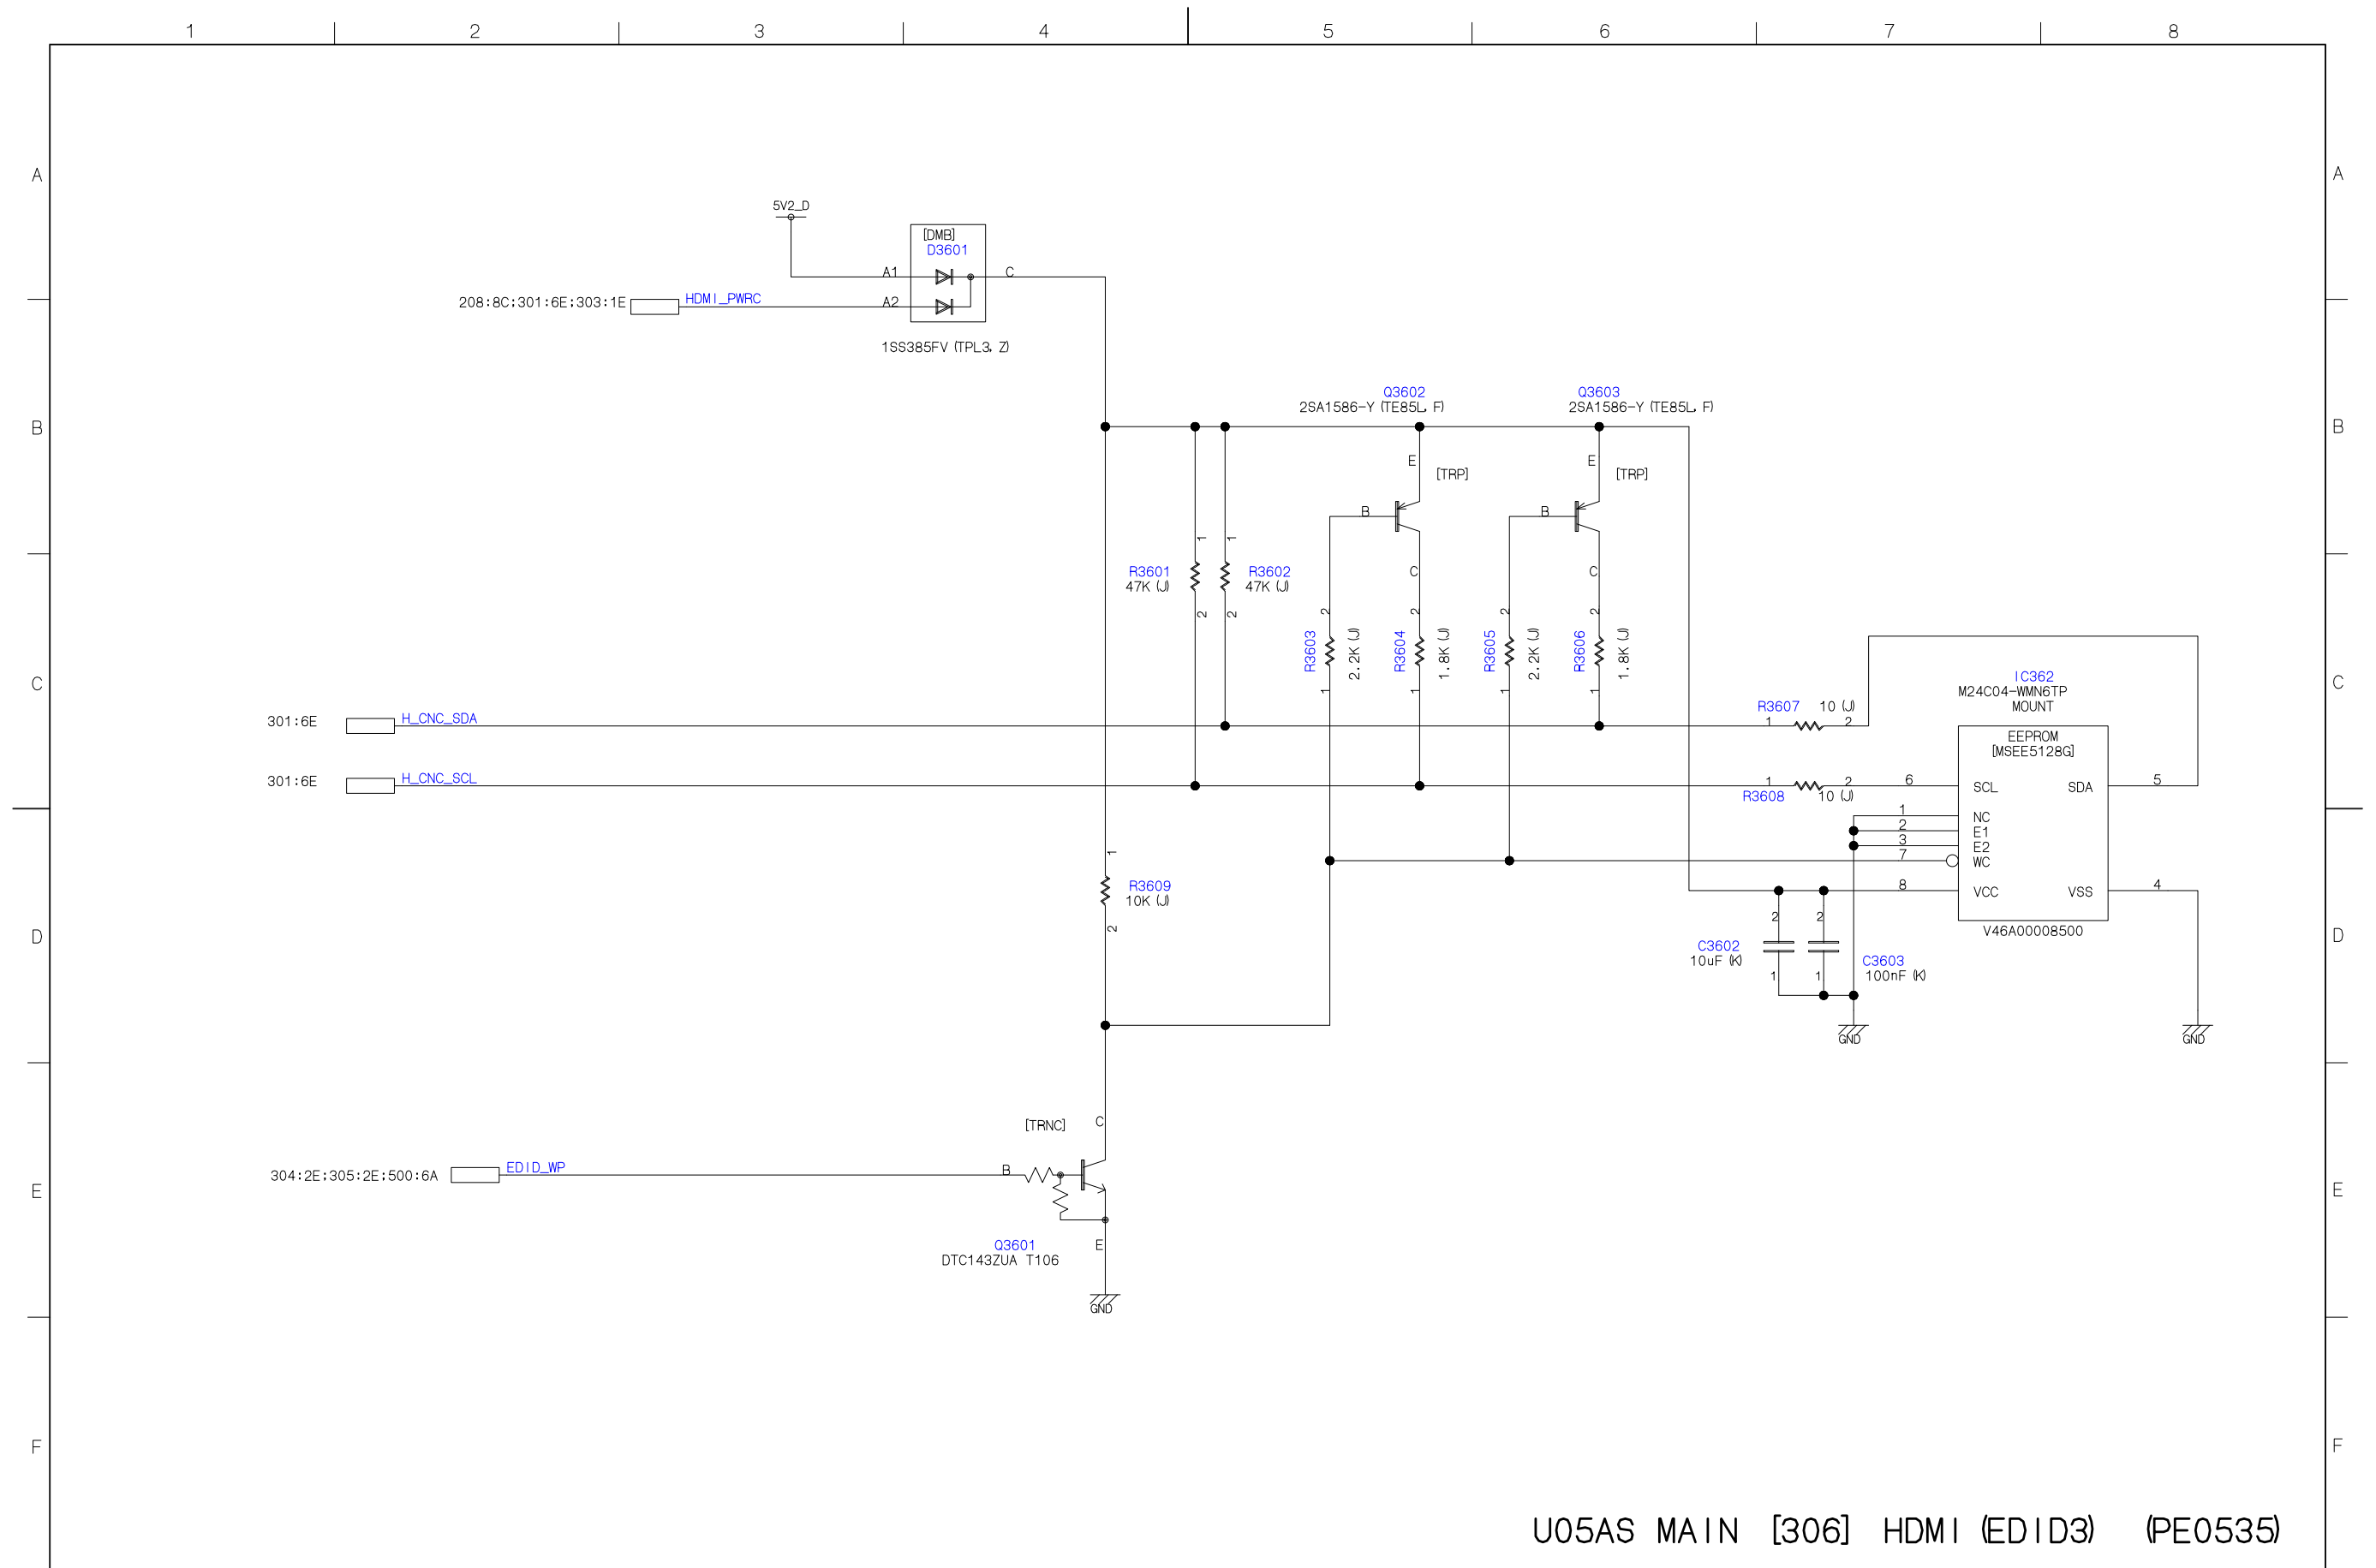 1 2 3 4 5 6 7 8
A A
5V2_D
[DMB]
D3601
A1 C
208:8C;301:6E;303:1E HDMI_PWRC A2
1SS385FV (TPL3, Z)
Q3602 Q3603
2SA1586-Y (TE85L, F) 2SA1586-Y (TE85L, F)
B B
E [TRP] E [TRP]
B B
1 1
R3601 R3602 C C
47K (J) 47K (J)
2 2 2 2 2 2
R3603 2.2K (J) R3604 1.8K (J) R3605 2.2K (J) R3606 1.8K (J)
1 1 1 1
C C
IC362
M24C04-WMN6TP
MOUNT
R3607 10 (J)
301:6E H_CNC_SDA 1 2
EEPROM
[MSEE5128G]
301:6E H_CNC_SCL 1 2 6 SCL SDA 5
R3608 10 (J)
1 NC
2 E1
3 E2
7 WC
1
R3609
10K (J)
2
8 VCC VSS 4
V46A00008500
D D
2 2
C3602
10uF (K)
C3603
100nF (K)
1 1
GND GND
[TRNC] C
304:2E;305:2E;500:6A EDID_WP B
E E
Q3601 E
DTC143ZUA T106
GND
F F
U05AS MAIN [306] HDMI (EDID3) (PE0535)